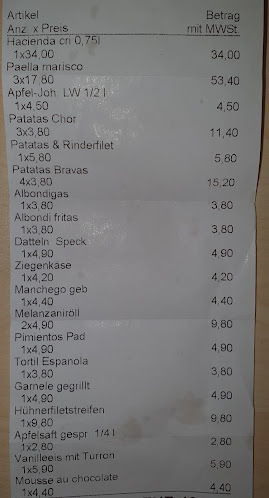 Artikel Betrag
Anz. x Preis mit MWSt.
Hacienda cri 0,75l
1x34,00 34,00
Paella marisco
3x17,80 53,40
Apfel-Joh. LW 1/2 l
1x4,50 4,50
Patatas Chor
3x3,80 11,40
Patatas & Rinderfilet
1x5,80 5,80
Patatas Bravas
4x3,80 15,20
Albondigas
1x3,80 3,80
Albondi fritas
1x3,80 3,80
Datteln Speck
1x4,90 4,90
Ziegenkäse
1x4,20 4,20
Manchego geb
1x4,40 4,40
Melanzaniröll
2x4,90 9,80
Pimientos Pad
1x4,90 4,90
Tortil Espanola
1x3,80 3,80
Garnele gegrillt
1x4,90 4,90
Hühnerfiletstreifen
1x9,80 9,80
Apfelsaft gespr 1/4 l
1x2,80 2,80
Vanilleeis mit Turron
1x5,90 5,90
Mousse au chocolate
1x4,40 4,40